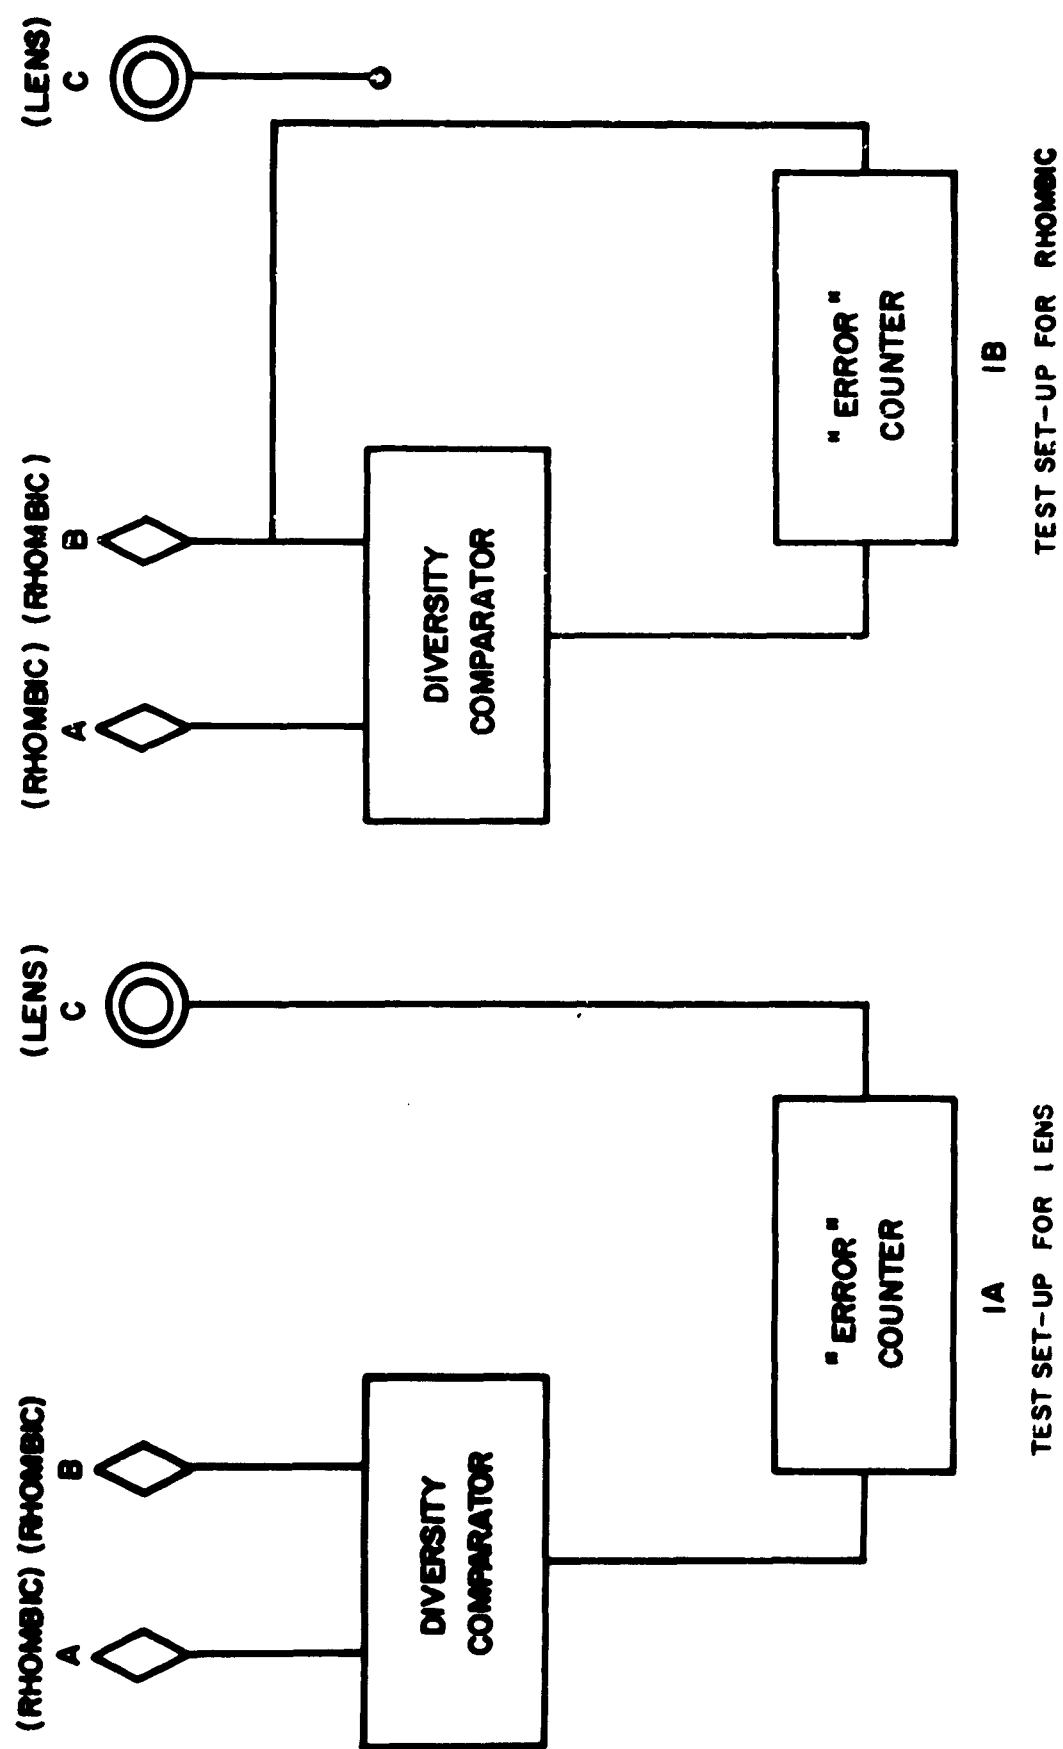 (RHOMBIC) (RHOMBIC)
A
B
(LENS)
C
DIVERSITY
COMPARATOR
"ERROR"
COUNTER
1A
TEST SET-UP FOR LENS
(RHOMBIC) (RHOMBIC)
A
B
(LENS)
C
DIVERSITY
COMPARATOR
"ERROR"
COUNTER
1B
TEST SET-UP FOR RHOMBIC